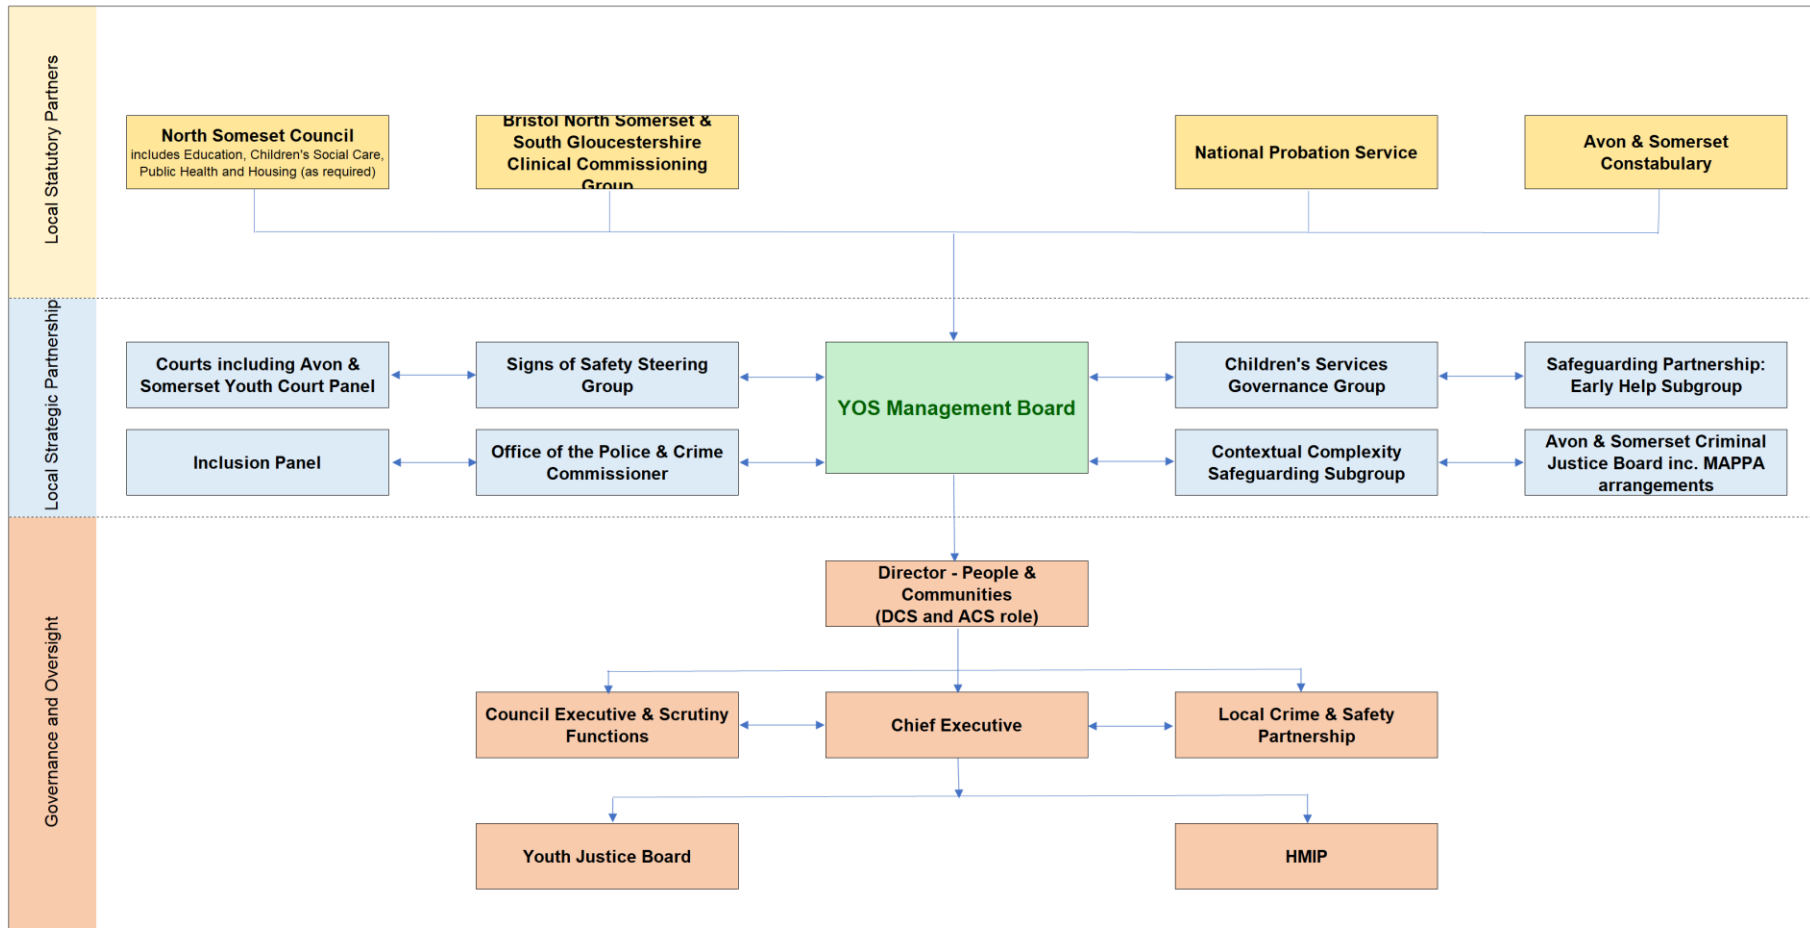 Local Statutory Partners
North Someset Council
includes Education, Children's Social Care,
Public Health and Housing (as required)
Bristol North Somerset &
South Gloucestershire
Clinical Commissioning
Group
National Probation Service
Avon & Somerset
Constabulary
Local Strategic Partnership
Courts including Avon &
Somerset Youth Court Panel
Signs of Safety Steering
Group
YOS Management Board
Children's Services
Governance Group
Safeguarding Partnership:
Early Help Subgroup
Inclusion Panel
Office of the Police & Crime
Commissioner
Contextual Complexity
Safeguarding Subgroup
Avon & Somerset Criminal
Justice Board inc. MAPPA
arrangements
Governance and Oversight
Director - People &
Communities
(DCS and ACS role)
Council Executive & Scrutiny
Functions
Chief Executive
Local Crime & Safety
Partnership
Youth Justice Board
HMIP